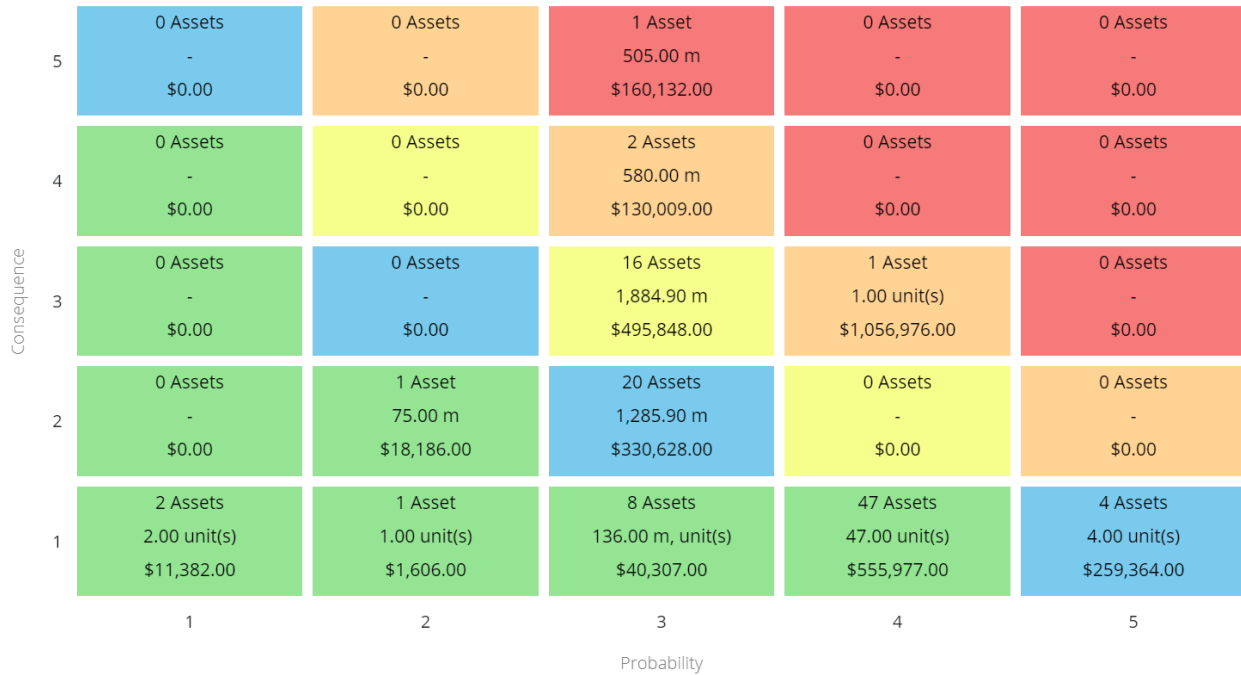 0 Assets
-
$0.00
0 Assets
-
$0.00
1 Asset
505.00 m
$160,132.00
0 Assets
-
$0.00
0 Assets
-
$0.00
5
0 Assets
-
$0.00
0 Assets
-
$0.00
2 Assets
580.00 m
$130,009.00
0 Assets
-
$0.00
0 Assets
-
$0.00
4
Consequence
0 Assets
-
$0.00
0 Assets
-
$0.00
16 Assets
1,884.90 m
$495,848.00
1 Asset
1.00 unit(s)
$1,056,976.00
0 Assets
-
$0.00
3
0 Assets
-
$0.00
1 Asset
75.00 m
$18,186.00
20 Assets
1,285.90 m
$330,628.00
0 Assets
-
$0.00
0 Assets
-
$0.00
2
2 Assets
2.00 unit(s)
$11,382.00
1 Asset
1.00 unit(s)
$1,606.00
8 Assets
136.00 m, unit(s)
$40,307.00
47 Assets
47.00 unit(s)
$555,977.00
4 Assets
4.00 unit(s)
$259,364.00
1
1
2
3
4
5
Probability